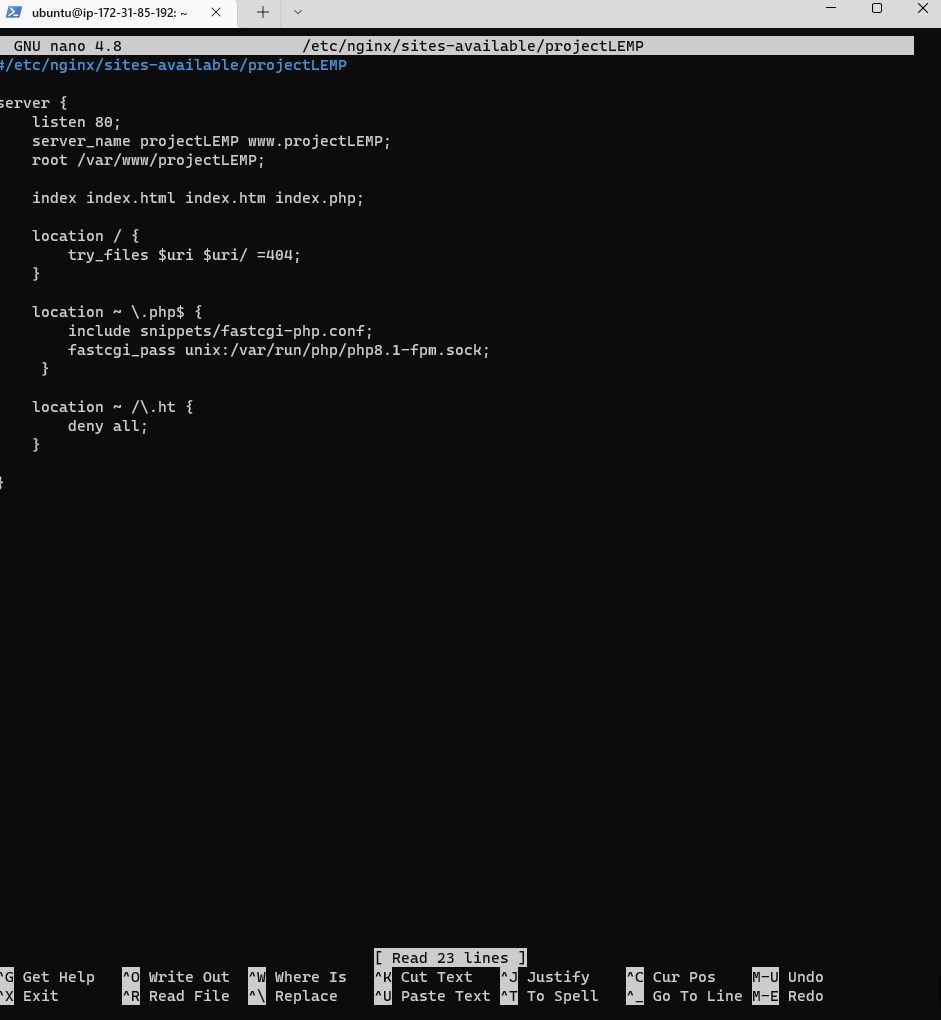 ubuntu@ip-172-31-85-192: ~
GNU nano 4.8 /etc/nginx/sites-available/projectLEMP
#/etc/nginx/sites-available/projectLEMP
server {
    listen 80;
    server_name projectLEMP www.projectLEMP;
    root /var/www/projectLEMP;
    index index.html index.htm index.php;
    location / {
        try_files $uri $uri/ =404;
    }
    location ~ \.php$ {
        include snippets/fastcgi-php.conf;
        fastcgi_pass unix:/var/run/php/php8.1-fpm.sock;
     }
    location ~ /\.ht {
        deny all;
    }
}
[ Read 23 lines ]
^G Get Help ^O Write Out ^W Where Is ^K Cut Text ^J Justify ^C Cur Pos M-U Undo
^X Exit ^R Read File ^\ Replace ^U Paste Text ^T To Spell ^_ Go To Line M-E Redo